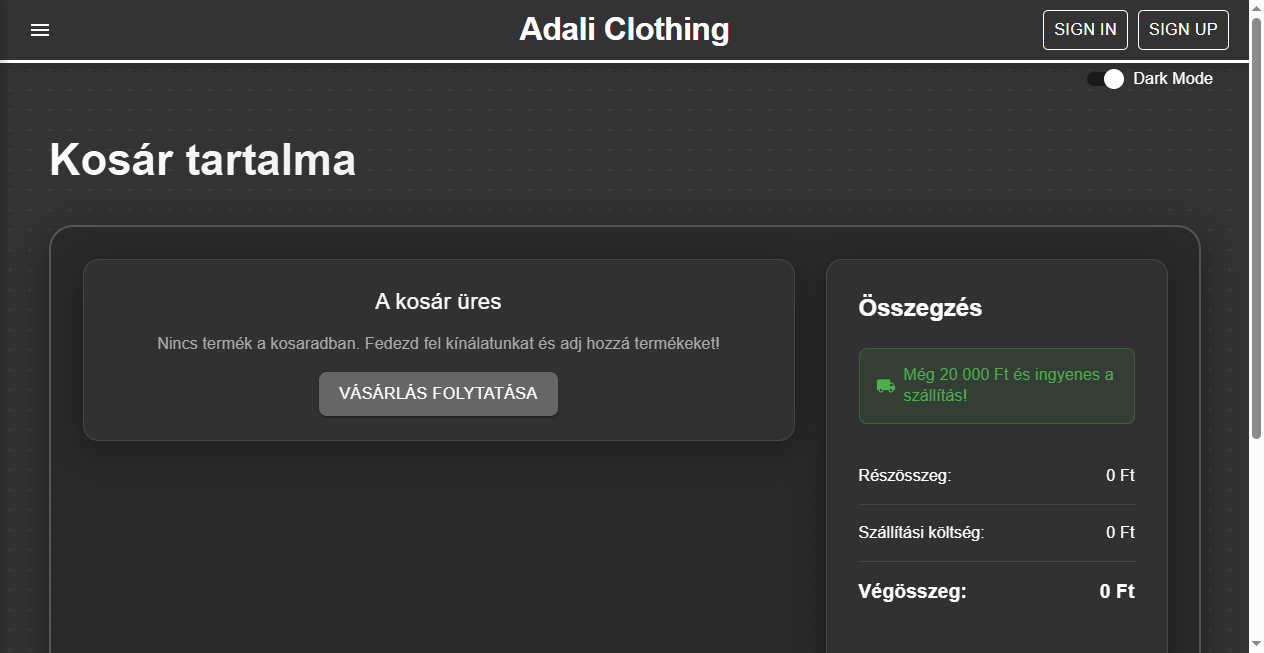 Adali Clothing
SIGN IN
SIGN UP
Dark Mode
Kosár tartalma
A kosár üres
Nincs termék a kosaradban. Fedezd fel kínálatunkat és adj hozzá termékeket!
VÁSÁRLÁS FOLYTATÁSA
Összegzés
Még 20 000 Ft és ingyenes a
szállítás!
Részösszeg: 0 Ft
Szállítási költség: 0 Ft
Végösszeg: 0 Ft